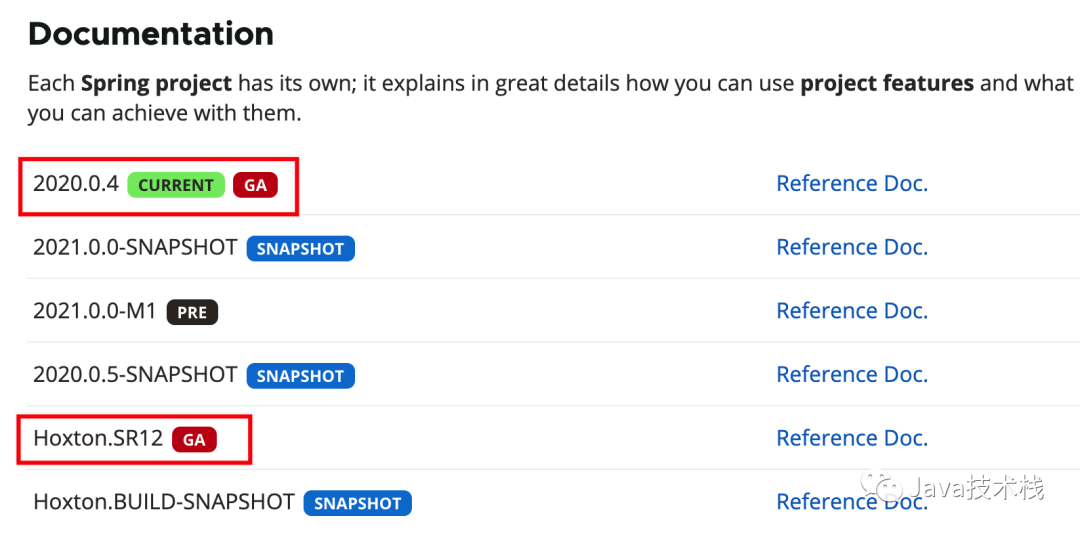 Documentation
Each Spring project has its own; it explains in great details how you can use project features and what
you can achieve with them.
2020.0.4 CURRENT GA Reference Doc.
2021.0.0-SNAPSHOT SNAPSHOT Reference Doc.
2021.0.0-M1 PRE Reference Doc.
2020.0.5-SNAPSHOT SNAPSHOT Reference Doc.
Hoxton.SR12 GA Reference Doc.
Hoxton.BUILD-SNAPSHOT SNAPSHOT Reference Doc.
Java技术栈